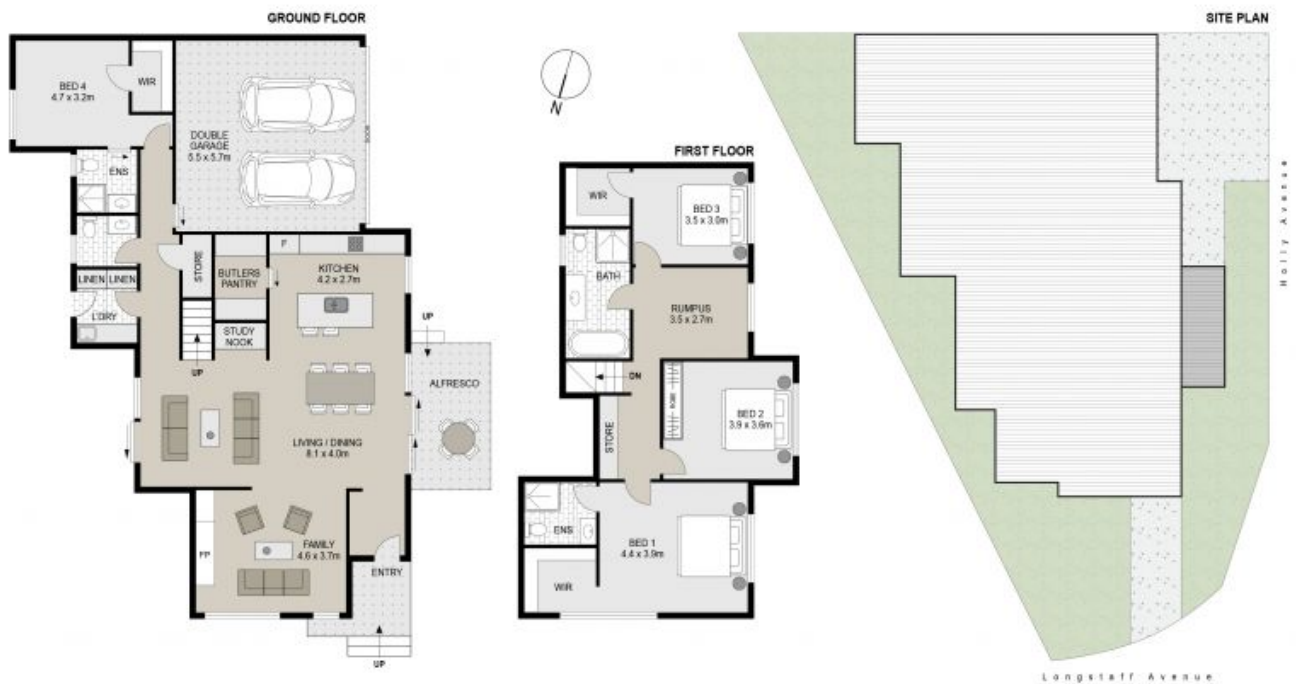 GROUND FLOOR
BED 4
4.7 x 3.2m
WIR
DOUBLE
GARAGE
5.5 x 5.7m
DOOR
ENS
LINEN
LINEN
L'DRY
STORE
BUTLERS
PANTRY
STUDY
NOOK
UP
F
KITCHEN
4.2 x 2.7m
UP
ALFRESCO
LIVING / DINING
8.1 x 4.0m
FP
FAMILY
4.6 x 3.7m
ENTRY
UP
N
FIRST FLOOR
WIR
BED 3
3.5 x 3.0m
BATH
RUMPUS
3.5 x 2.7m
DN
ROBE
BED 2
3.9 x 3.6m
STORE
ENS
BED 1
4.4 x 3.9m
WIR
SITE PLAN
Holly Avenue
Longstaff Avenue